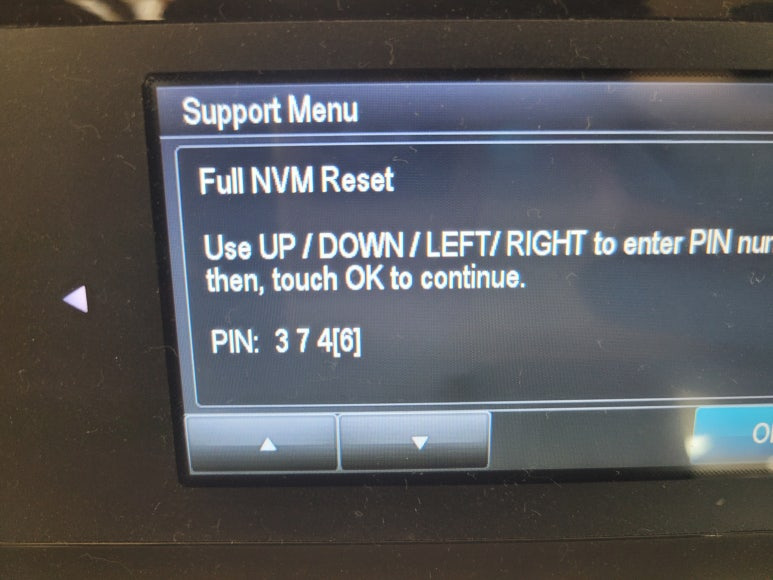 Support Menu
Full NVM Reset
Use UP / DOWN / LEFT/ RIGHT to enter PIN
then, touch OK to continue.
PIN: 3 7 4[6]